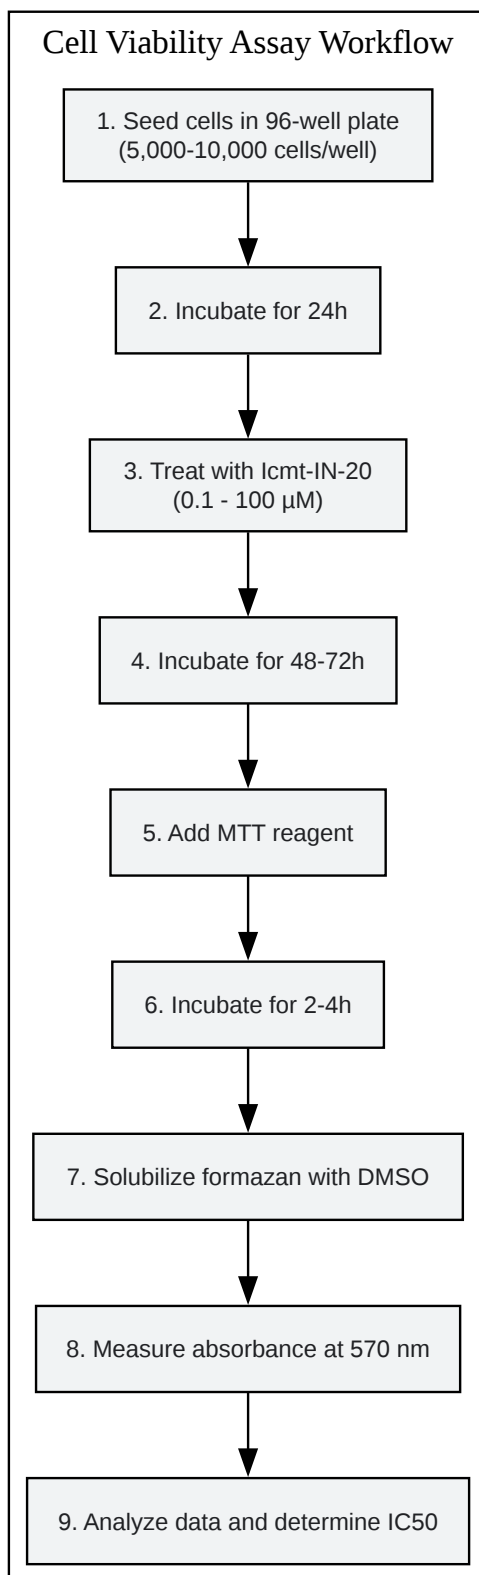 Cell Viability Assay Workflow
1. Seed cells in 96-well plate
(5,000-10,000 cells/well)
2. Incubate for 24h
3. Treat with Icmt-IN-20
(0.1 - 100 µM)
4. Incubate for 48-72h
5. Add MTT reagent
6. Incubate for 2-4h
7. Solubilize formazan with DMSO
8. Measure absorbance at 570 nm
9. Analyze data and determine IC50